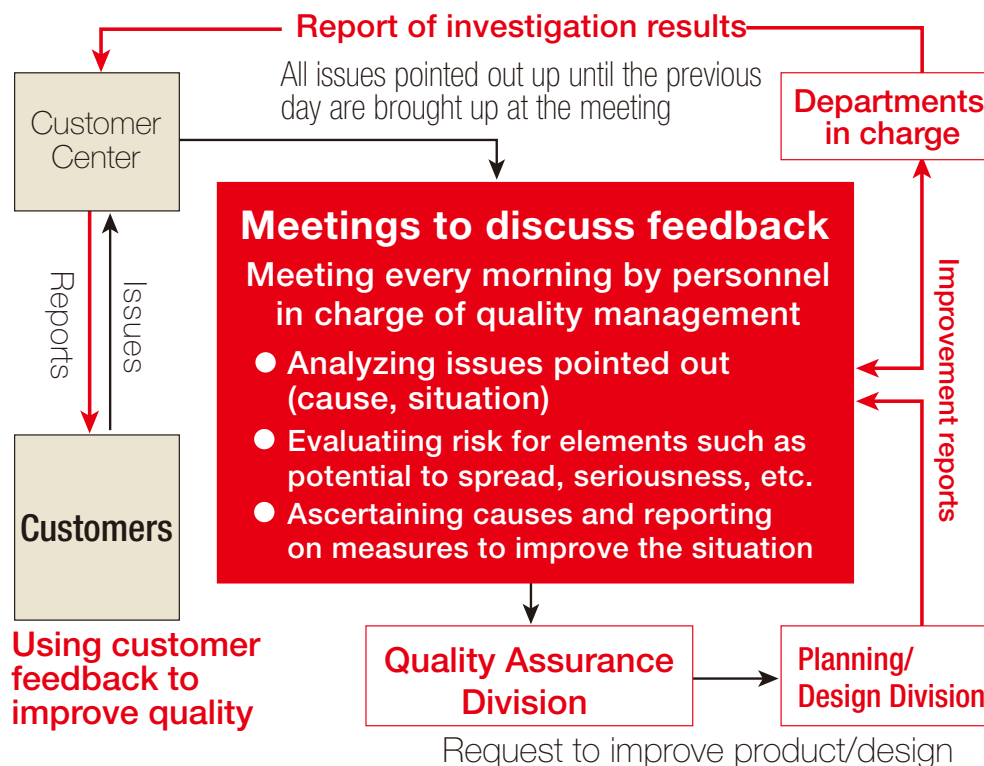 Report of investigation results
All issues pointed out up until the previous
day are brought up at the meeting
Customer
Center
Departments
in charge
Meetings to discuss feedback
Meeting every morning by personnel
in charge of quality management
● Analyzing issues pointed out
(cause, situation)
● Evaluatiing risk for elements such as
potential to spread, seriousness, etc.
● Ascertaining causes and reporting
on measures to improve the situation
Reports
Issues
Improvement reports
Customers
Using customer
feedback to
improve quality
Quality Assurance
Division
Planning/
Design Division
Request to improve product/design